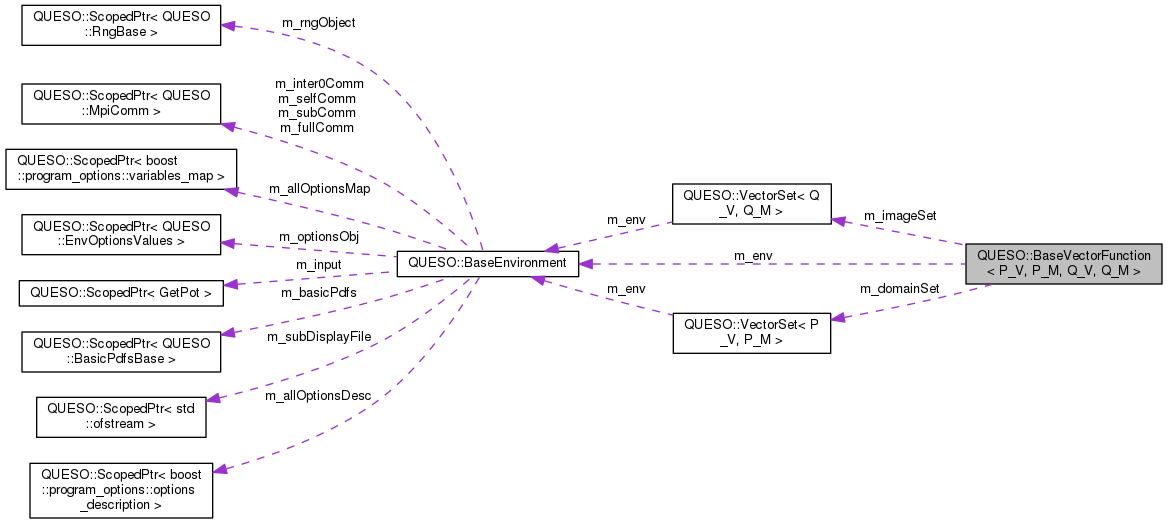 QUESO::ScopedPtr< QUESO
::RngBase >
m_rngObject
QUESO::ScopedPtr< QUESO
::MpiComm >
m_inter0Comm
m_selfComm
m_subComm
m_fullComm
QUESO::ScopedPtr< boost
::program_options::variables_map >
m_allOptionsMap
QUESO::ScopedPtr< QUESO
::EnvOptionsValues >
m_optionsObj
QUESO::ScopedPtr< GetPot >
m_input
QUESO::ScopedPtr< QUESO
::BasicPdfsBase >
m_basicPdfs
QUESO::ScopedPtr< std
::ofstream >
m_subDisplayFile
QUESO::ScopedPtr< boost
::program_options::options
_description >
m_allOptionsDesc
QUESO::BaseEnvironment
m_env
m_env
m_env
QUESO::VectorSet< Q
_V, Q_M >
QUESO::VectorSet< P
_V, P_M >
m_imageSet
m_domainSet
QUESO::BaseVectorFunction
< P_V, P_M, Q_V, Q_M >